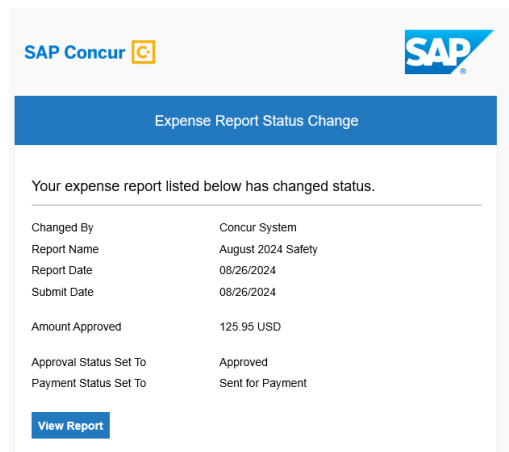 SAP Concur C.
SAP
®
Expense Report Status Change
Your expense report listed below has changed status.
Changed By Concur System
Report Name August 2024 Safety
Report Date 08/26/2024
Submit Date 08/26/2024
Amount Approved 125.95 USD
Approval Status Set To Approved
Payment Status Set To Sent for Payment
View Report